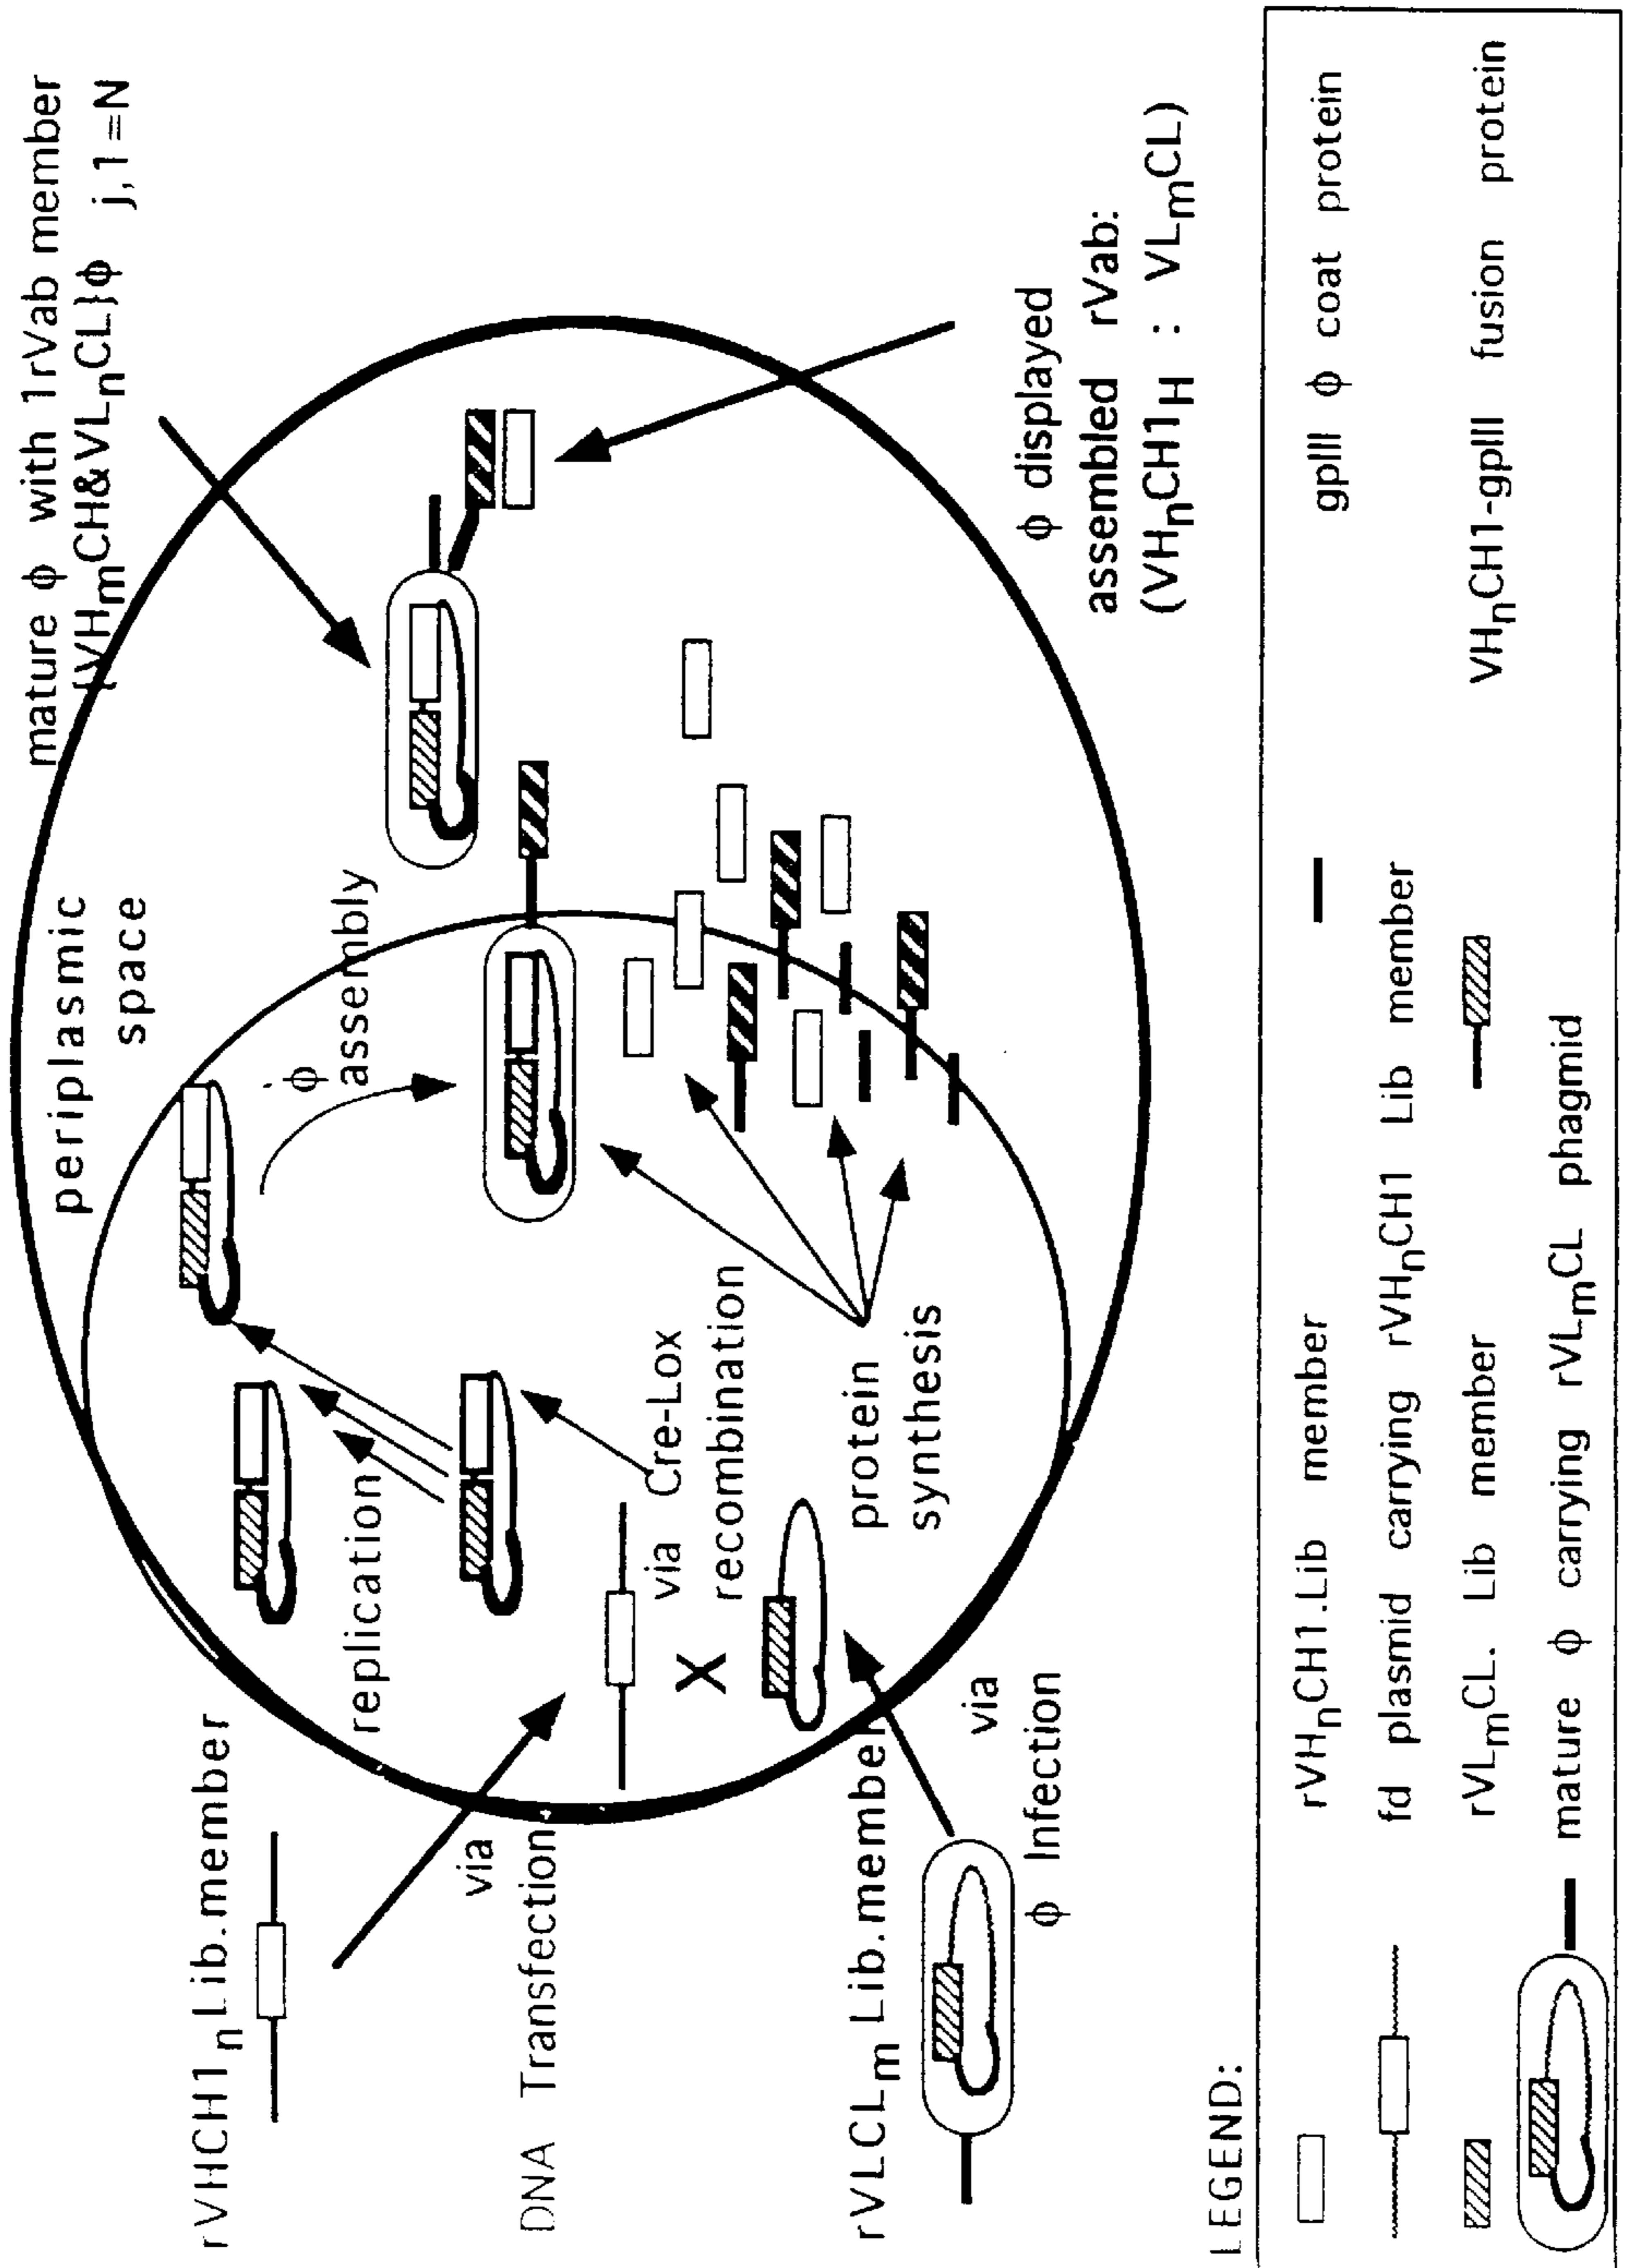 rVHCH1n Lib.member
via
DNA Transfection
rVLCLm Lib.member
via
ϕ Infection
replication
via Cre-Lox
recombination
X
protein
synthesis
periplasmic
space
ϕ
assembly
mature ϕ with 1rVab member
{VHmCH&VLnCL}ϕ j,1=N
ϕ displayed
assembled rVab:
(VHnCH1H : VLmCL)
LEGEND:
rVHnCH1.Lib member
gpIII ϕ coat protein
fd plasmid carrying rVHnCH1 Lib member
rVLmCL. Lib member
VHnCH1-gpIII fusion protein
mature ϕ carrying rVLmCL phagmid